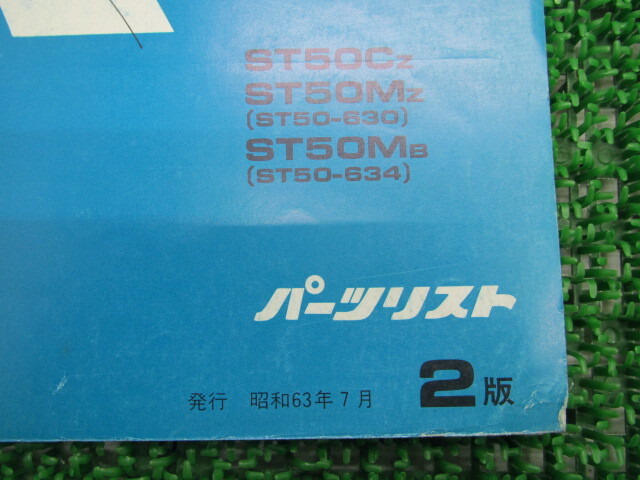 ST50Cz
ST50Mz
(ST50-630)
ST50MB
(ST50-634)
パーツリスト
発行 昭和63年7月 2版